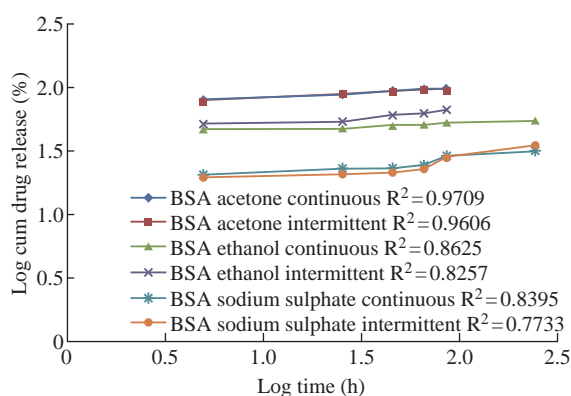 Log cum drug release (%)
2.5
2.0
1.5
1.0
0.5
0
BSA acetone continuous R²=0.9709
BSA acetone intermittent R²=0.9606
BSA ethanol continuous R²=0.8625
BSA ethanol intermittent R²=0.8257
BSA sodium sulphate continuous R²=0.8395
BSA sodium sulphate intermittent R²=0.7733
0 0.5 1.0 1.5 2.0 2.5
Log time (h)